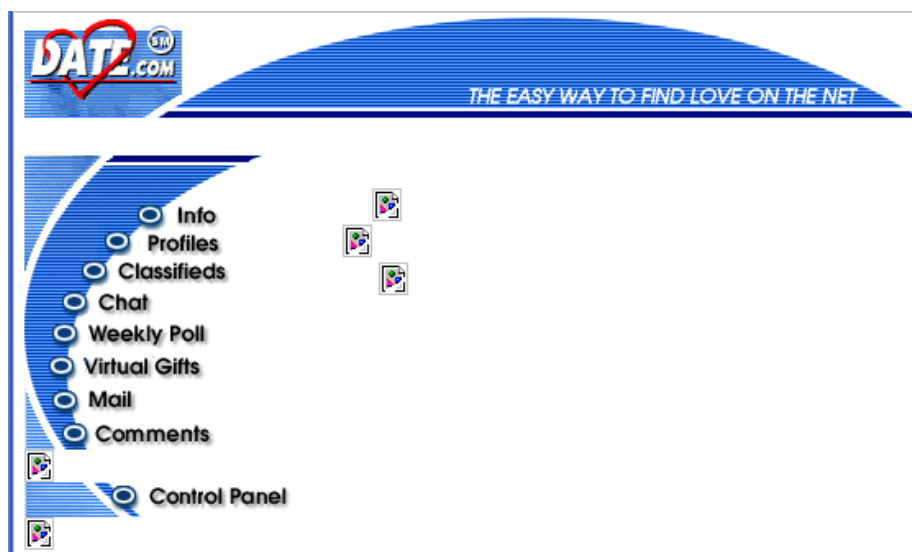 DATE.COM SM
THE EASY WAY TO FIND LOVE ON THE NET
Info
Profiles
Classifieds
Chat
Weekly Poll
Virtual Gifts
Mail
Comments
Control Panel